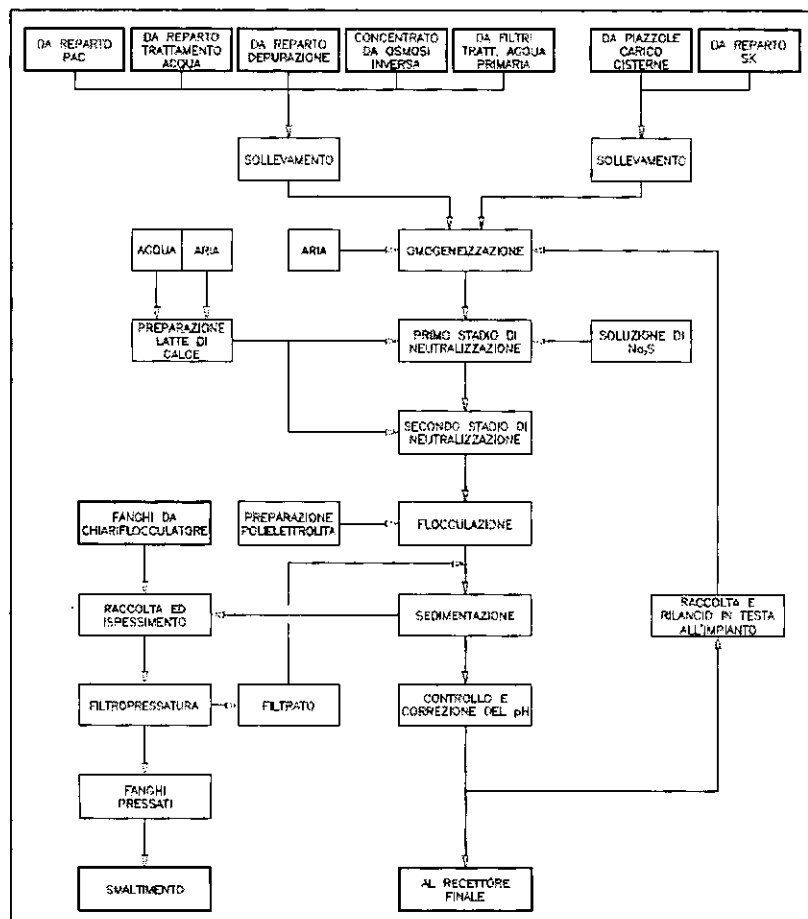 DA REPARTO
PAC
DA REPARTO
TRATTAMENTO
ACQUA
DA REPARTO
DEPURAZIONE
CONCENTRATO
DA OSMOSI
INVERSA
DA FILTRI
TRATT. ACQUA
PRIMARIA
DA PIAZZOLE
CARICO
CISTERNE
DA REPARTO
SK
SOLLEVAMENTO
SOLLEVAMENTO
ACQUA
ARIA
ARIA
OMOGENEIZZAZIONE
PREPARAZIONE
LATTE DI
CALCE
PRIMO STADIO DI
NEUTRALIZZAZIONE
SOLUZIONE DI
Na₂S
SECONDO STADIO DI
NEUTRALIZZAZIONE
FANGHI DA
CHIARIFLOCCULATORE
PREPARAZIONE
POLIELETTROLITA
FLOCCULAZIONE
RACCOLTA ED
ISPESSIMENTO
SEDIMENTAZIONE
RACCOLTA E
RILANCIO IN TESTA
ALL'IMPIANTO
FILTROPRESSATURA
FILTRATO
CONTROLLO E
CORREZIONE DEL pH
FANGHI
PRESSATI
SMALTIMENTO
AL RECETTORE
FINALE